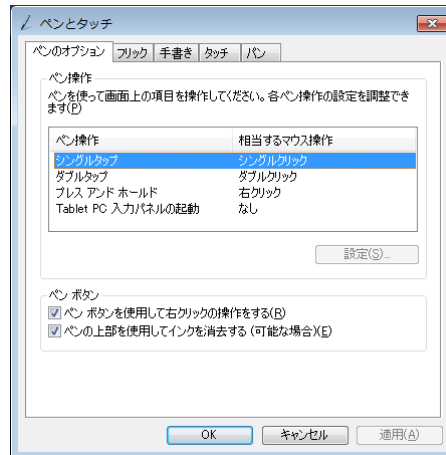 ペンとタッチ
ペンのオプション フリック 手書き タッチ パン
ペン操作
ペンを使って画面上の項目を操作してください。各ペン操作の設定を調整でき
ます(P)
ペン操作 相当するマウス操作
シングルタップ シングルクリック
ダブルタップ ダブルクリック
プレス アンド ホールド 右クリック
Tablet PC 入力パネルの起動 なし
設定(S)...
ペン ボタン
ペン ボタンを使用して右クリックの操作をする(R)
ペンの上部を使用してインクを消去する (可能な場合)(E)
OK キャンセル 適用(A)